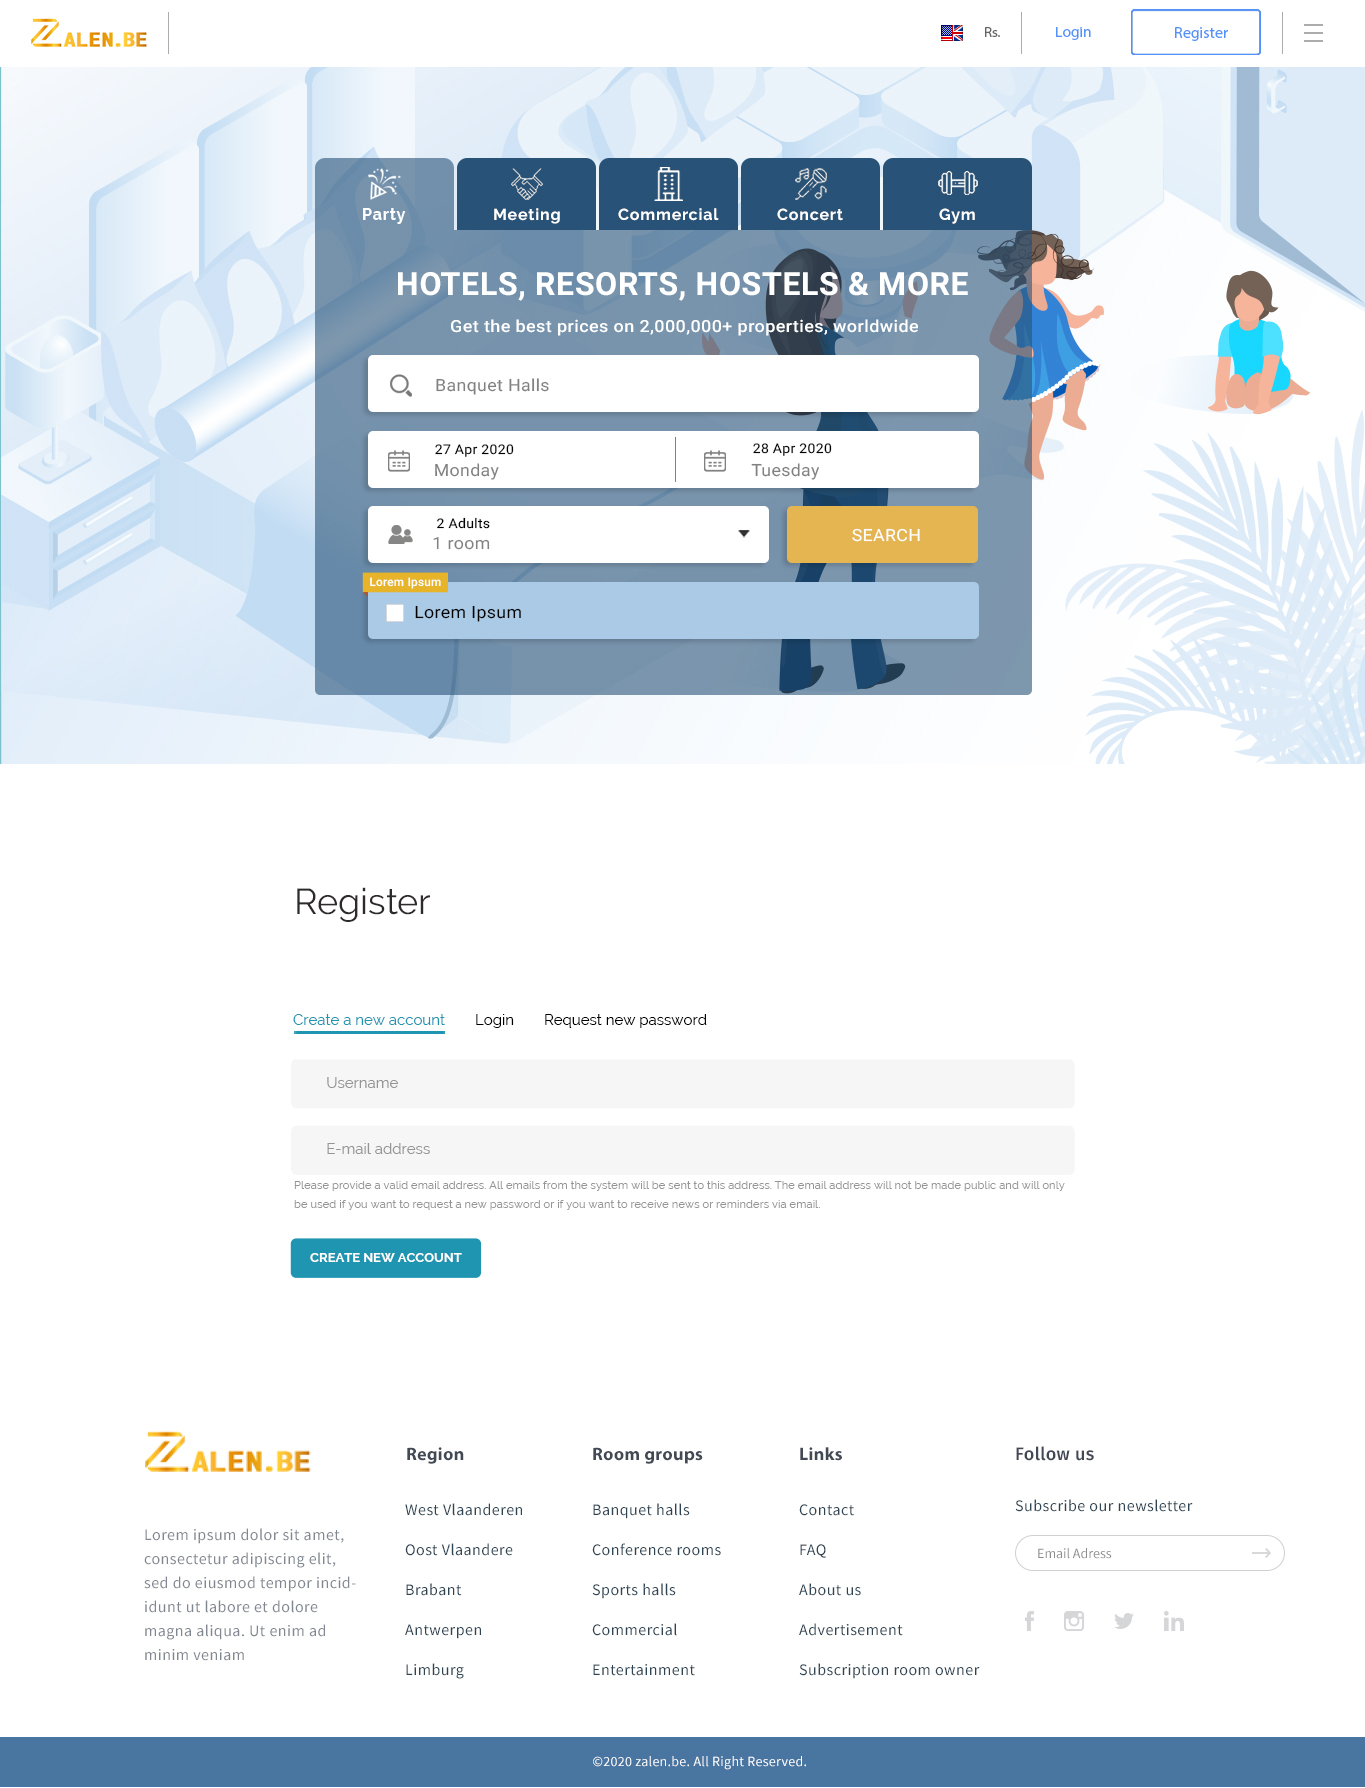 ZALEN.BE
Rs.
Login
Register
Party
Meeting
Commercial
Concert
Gym
HOTELS, RESORTS, HOSTELS & MORE
Get the best prices on 2,000,000+ properties, worldwide
Banquet Halls
27 Apr 2020
Monday
28 Apr 2020
Tuesday
2 Adults
1 room
SEARCH
Lorem Ipsum
Lorem Ipsum
Register
Create a new account
Login
Request new password
Username
E-mail address
Please provide a valid email address. All emails from the system will be sent to this address. The email address will not be made public and will only
be used if you want to request a new password or if you want to receive news or reminders via email.
CREATE NEW ACCOUNT
ZALEN.BE
Lorem ipsum dolor sit amet,
consectetur adipiscing elit,
sed do eiusmod tempor incid-
idunt ut labore et dolore
magna aliqua. Ut enim ad
minim veniam
Region
West Vlaanderen
Oost Vlaandere
Brabant
Antwerpen
Limburg
Room groups
Banquet halls
Conference rooms
Sports halls
Commercial
Entertainment
Links
Contact
FAQ
About us
Advertisement
Subscription room owner
Follow us
Subscribe our newsletter
Email Adress
©2020 zalen.be. All Right Reserved.